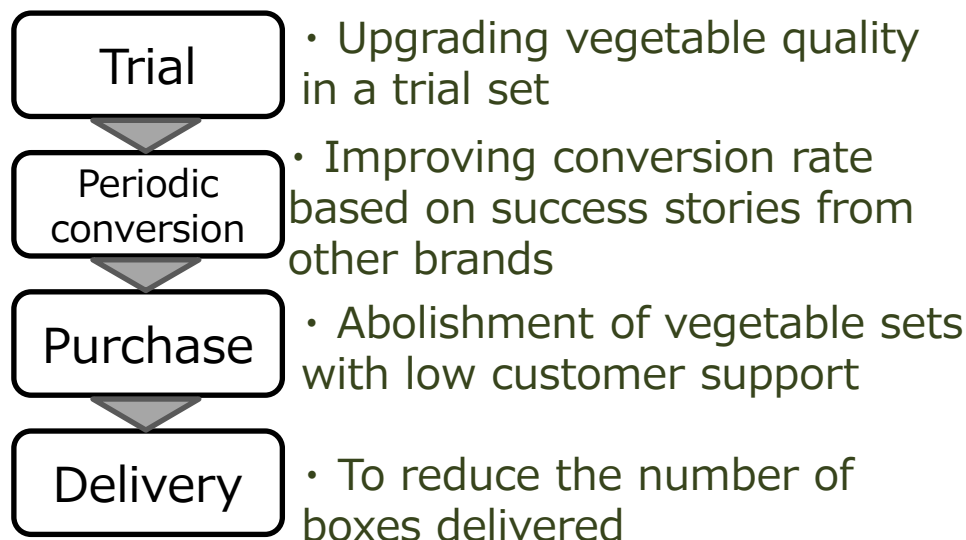 Trial
・Upgrading vegetable quality
in a trial set
Periodic
conversion
・Improving conversion rate
based on success stories from
other brands
Purchase
・Abolishment of vegetable sets
with low customer support
Delivery
・To reduce the number of
boxes delivered